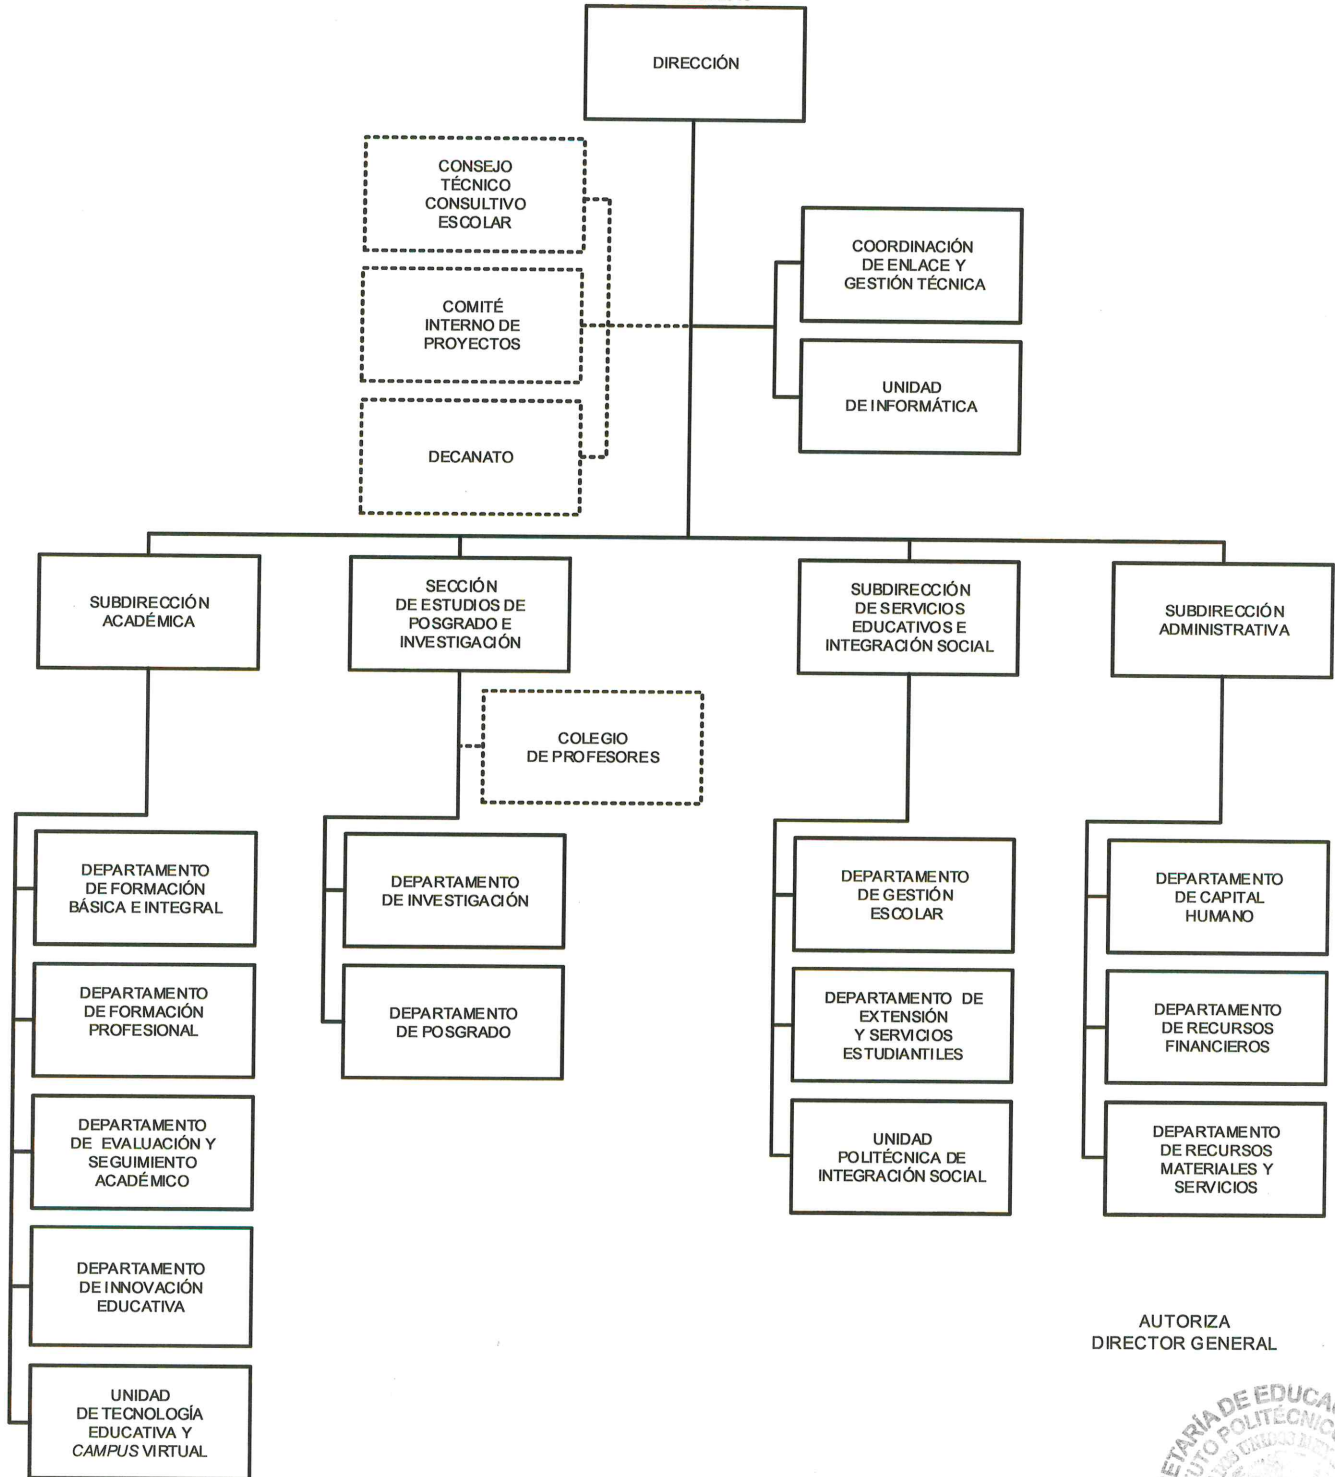 DIRECCIÓN
CONSEJO
TÉCNICO
CONSULTIVO
ESCOLAR
COORDINACIÓN
DE ENLACE Y
GESTIÓN TÉCNICA
COMITÉ
INTERNO DE
PROYECTOS
UNIDAD
DE INFORMÁTICA
DECANATO
SUBDIRECCIÓN
ACADÉMICA
SECCIÓN
DE ESTUDIOS DE
POSGRADO E
INVESTIGACIÓN
SUBDIRECCIÓN
DE SERVICIOS
EDUCATIVOS E
INTEGRACIÓN SOCIAL
SUBDIRECCIÓN
ADMINISTRATIVA
COLEGIO
DE PROFESORES
DEPARTAMENTO
DE FORMACIÓN
BÁSICA E INTEGRAL
DEPARTAMENTO
DE INVESTIGACIÓN
DEPARTAMENTO
DE GESTIÓN
ESCOLAR
DEPARTAMENTO
DE CAPITAL
HUMANO
DEPARTAMENTO
DE FORMACIÓN
PROFESIONAL
DEPARTAMENTO
DE POSGRADO
DEPARTAMENTO DE
EXTENSIÓN
Y SERVICIOS
ESTUDIANTILES
DEPARTAMENTO
DE RECURSOS
FINANCIEROS
DEPARTAMENTO
DE EVALUACIÓN Y
SEGUIMIENTO
ACADÉMICO
UNIDAD
POLITÉCNICA DE
INTEGRACIÓN SOCIAL
DEPARTAMENTO
DE RECURSOS
MATERIALES Y
SERVICIOS
DEPARTAMENTO
DE INNOVACIÓN
EDUCATIVA
UNIDAD
DE TECNOLOGÍA
EDUCATIVA Y
CAMPUS VIRTUAL
AUTORIZA
DIRECTOR GENERAL
DE